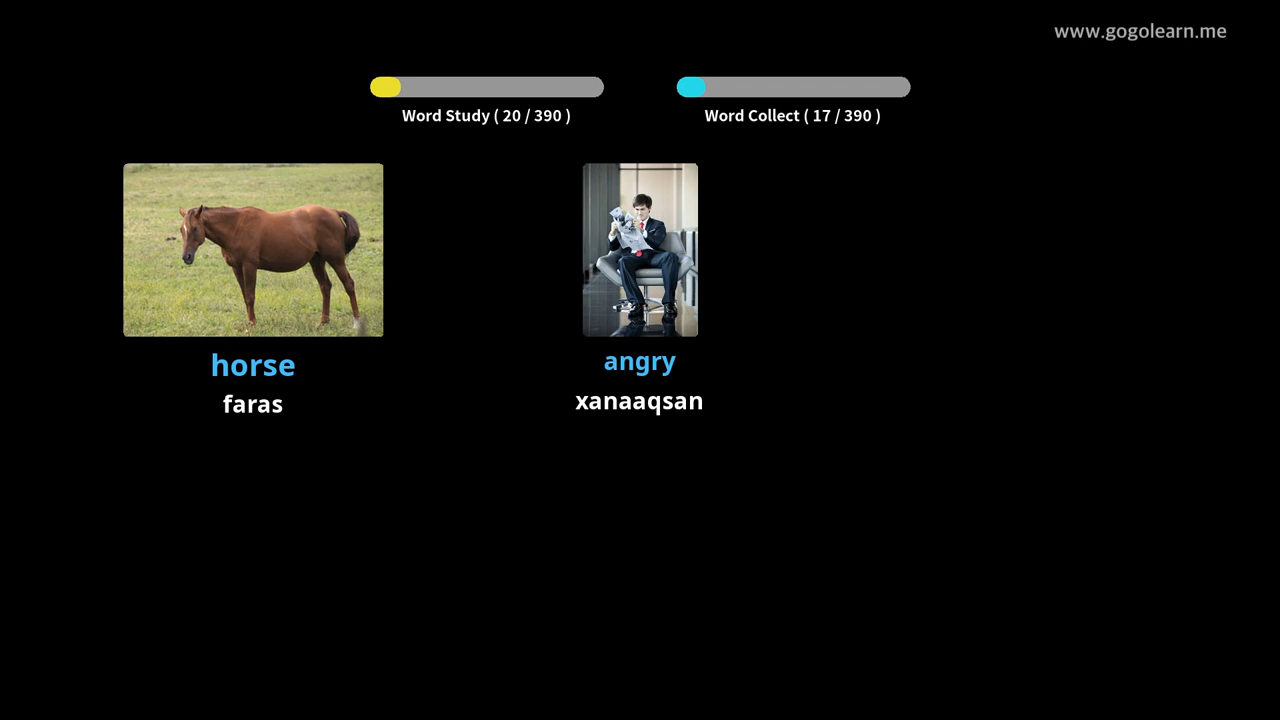 www.gogolearn.me
Word Study ( 20 / 390 )
Word Collect ( 17 / 390 )
horse
faras
angry
xanaaqsan